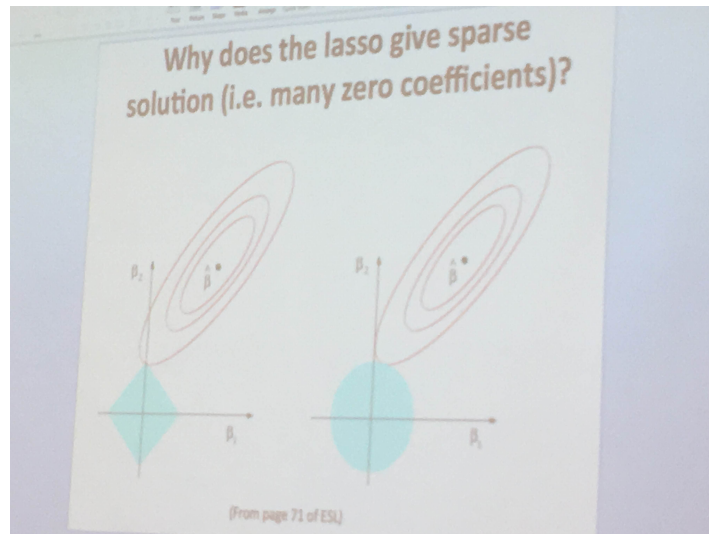 Why does the lasso give sparse
solution (i.e. many zero coefficients)?
β₂
β̂
β₁
β₂
β̂
β₁
(From page 71 of ESL)